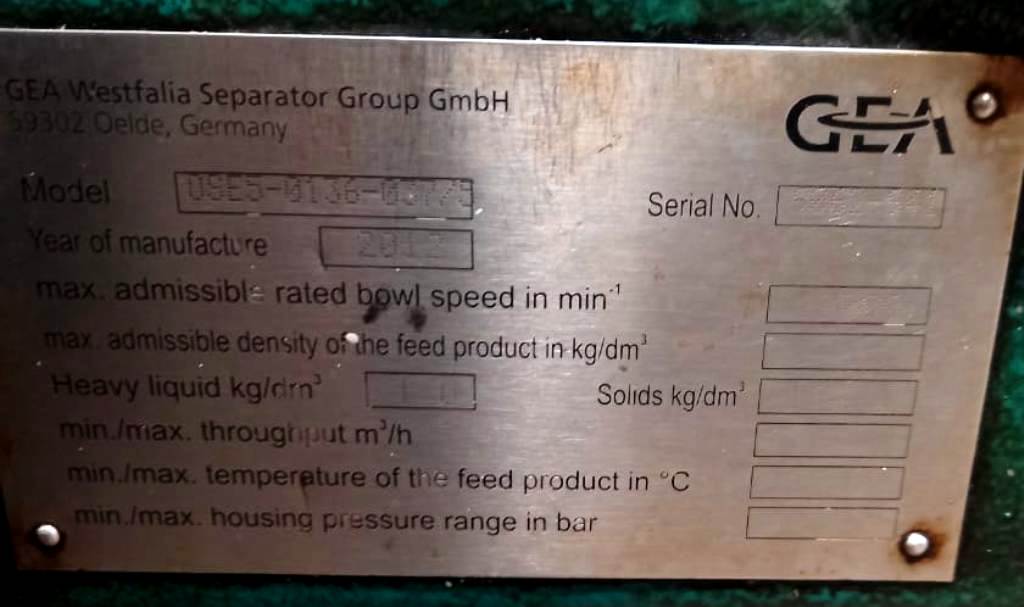 GEA Westfalia Separator Group GmbH
59302 Oelde, Germany
GEA
Model
Serial No.
Year of manufacture 2012
max. admissible rated bowl speed in min⁻¹
max. admissible density of the feed product in kg/dm³
Heavy liquid kg/dm³
Solids kg/dm³
min./max. throughput m³/h
min./max. temperature of the feed product in °C
min./max. housing pressure range in bar